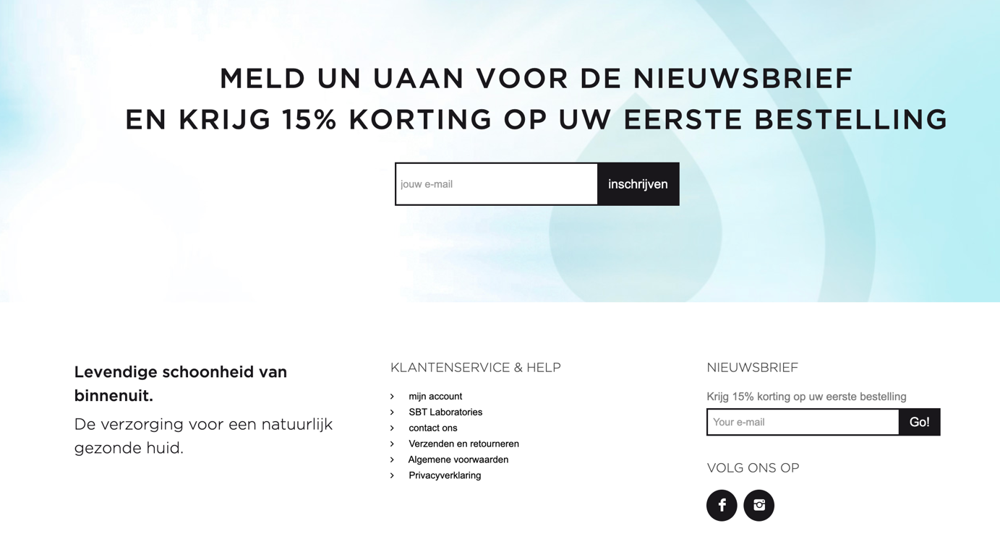 MELD UN UAAN VOOR DE NIEUWSBRIEF
EN KRIJG 15% KORTING OP UW EERSTE BESTELLING
jouw e-mail
inschrijven
Levendige schoonheid van
binnenuit.
De verzorging voor een natuurlijk
gezonde huid.
KLANTENSERVICE & HELP
mijn account
SBT Laboratories
contact ons
Verzenden en retourneren
Algemene voorwaarden
Privacyverklaring
NIEUWSBRIEF
Krijg 15% korting op uw eerste bestelling
Your e-mail
Go!
VOLG ONS OP